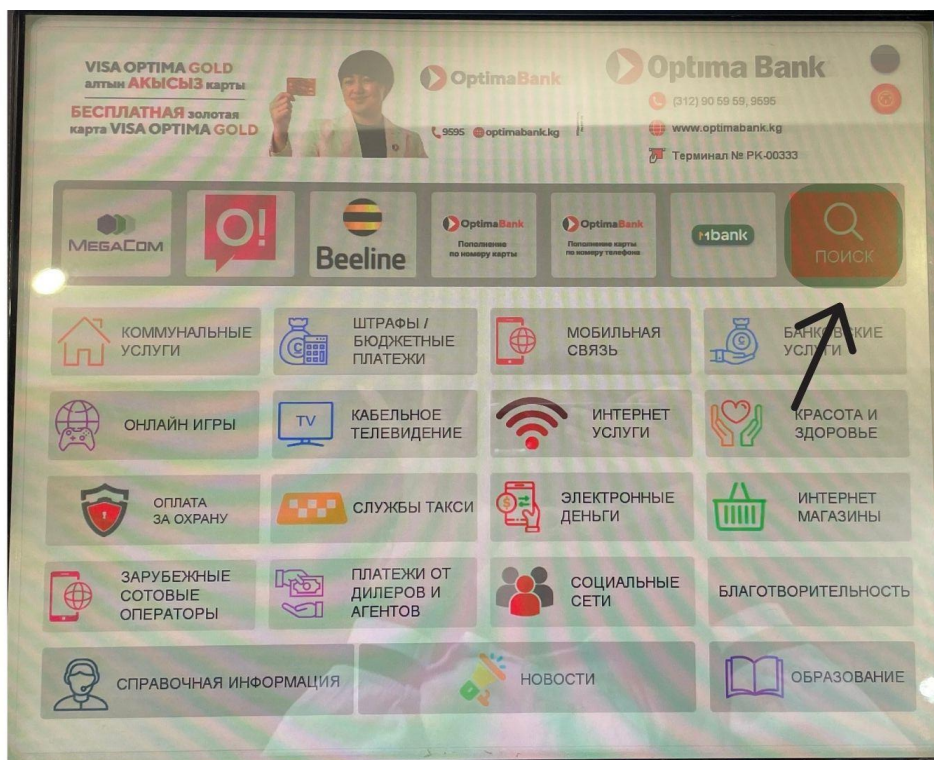 VISA OPTIMA GOLD
алтын АКЫСЫЗ карты
БЕСПЛАТНАЯ золотая
карта VISA OPTIMA GOLD
OptimaBank
9595 optimabank.kg
Optima Bank
(312) 90 59 59, 9595
www.optimabank.kg
Терминал № PK-00333
MEGACOM
O!
Beeline
OptimaBank
Пополнение
по номеру карты
OptimaBank
Пополнение карты
по номеру телефона
mbank
ПОИСК
КОММУНАЛЬНЫЕ
УСЛУГИ
ШТРАФЫ /
БЮДЖЕТНЫЕ
ПЛАТЕЖИ
МОБИЛЬНАЯ
СВЯЗЬ
БАНКОВСКИЕ
УСЛУГИ
ОНЛАЙН ИГРЫ
TV
КАБЕЛЬНОЕ
ТЕЛЕВИДЕНИЕ
ИНТЕРНЕТ
УСЛУГИ
КРАСОТА И
ЗДОРОВЬЕ
ОПЛАТА
ЗА ОХРАНУ
СЛУЖБЫ ТАКСИ
ЭЛЕКТРОННЫЕ
ДЕНЬГИ
ИНТЕРНЕТ
МАГАЗИНЫ
ЗАРУБЕЖНЫЕ
СОТОВЫЕ
ОПЕРАТОРЫ
ПЛАТЕЖИ ОТ
ДИЛЕРОВ И
АГЕНТОВ
СОЦИАЛЬНЫЕ
СЕТИ
БЛАГОТВОРИТЕЛЬНОСТЬ
СПРАВОЧНАЯ ИНФОРМАЦИЯ
НОВОСТИ
ОБРАЗОВАНИЕ